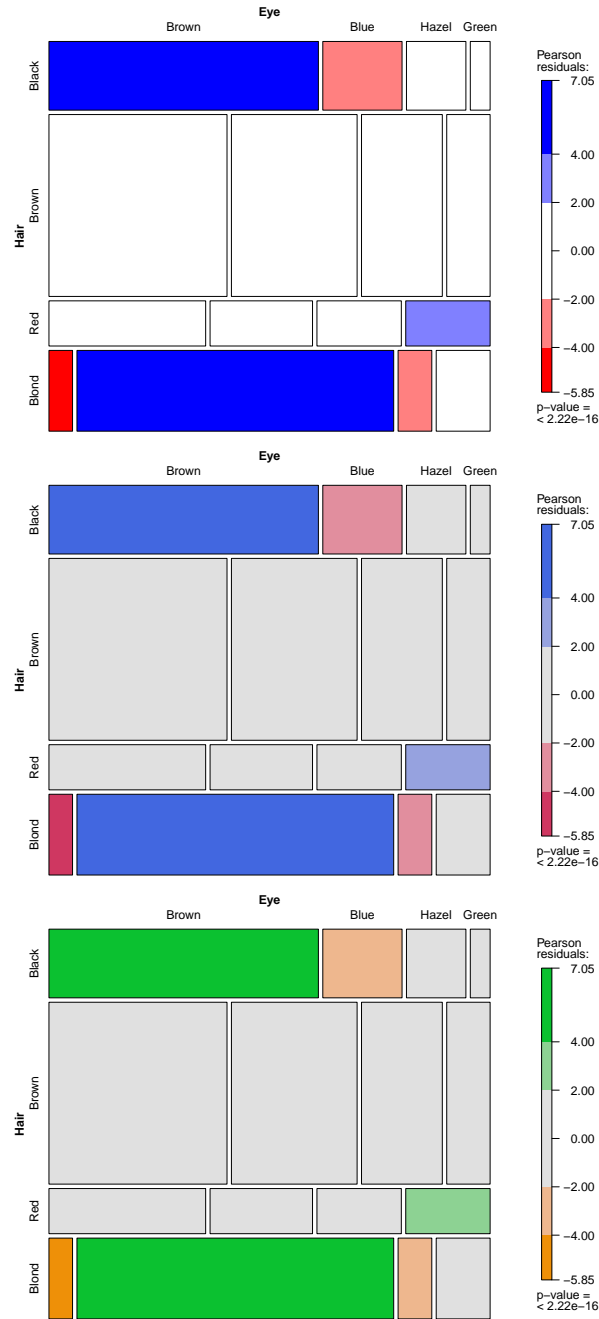 Eye
Brown Blue Hazel Green
Hair
Black
Brown
Red
Blond
Pearson
residuals:
7.05
4.00
2.00
0.00
−2.00
−4.00
−5.85
p−value =
< 2.22e−16
Eye
Brown Blue Hazel Green
Hair
Black
Brown
Red
Blond
Pearson
residuals:
7.05
4.00
2.00
0.00
−2.00
−4.00
−5.85
p−value =
< 2.22e−16
Eye
Brown Blue Hazel Green
Hair
Black
Brown
Red
Blond
Pearson
residuals:
7.05
4.00
2.00
0.00
−2.00
−4.00
−5.85
p−value =
< 2.22e−16